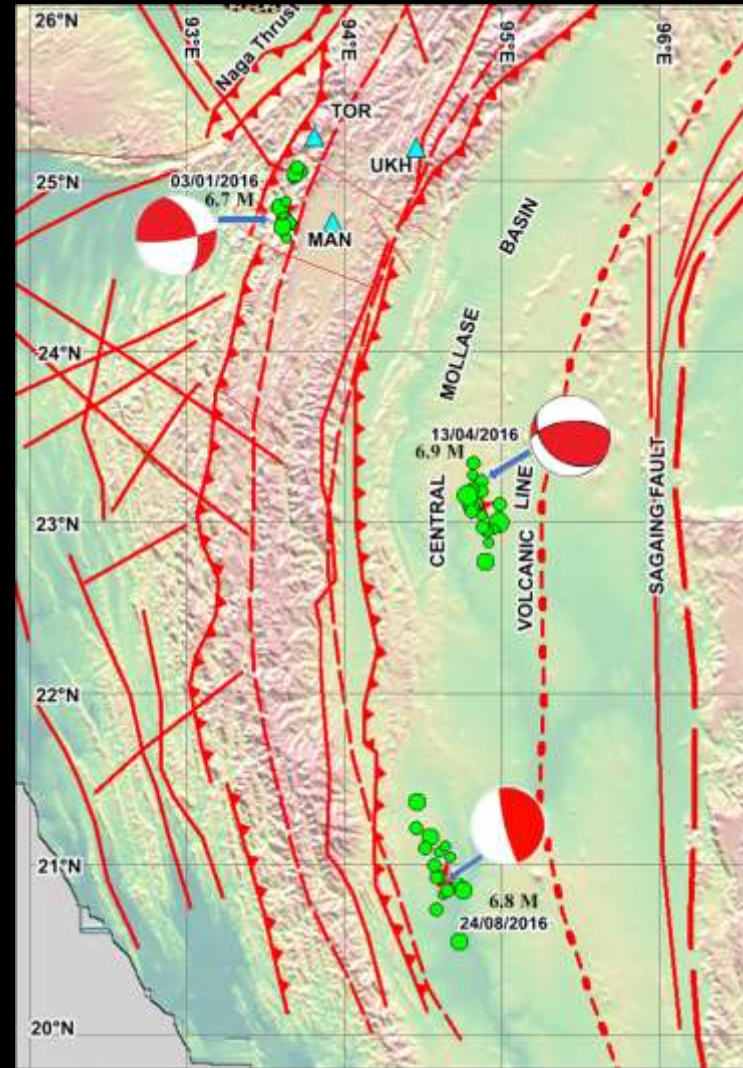 26°N
93°E
94°E
95°E
96°E
Naga Thrust
TOR
UKH
25°N
03/01/2016
6.7 M
MAN
BASIN
MOLLASE
24°N
13/04/2016
6.9 M
CENTRAL
LINE
VOLCANIC
SAGAING FAULT
23°N
22°N
21°N
6.8 M
24/08/2016
20°N